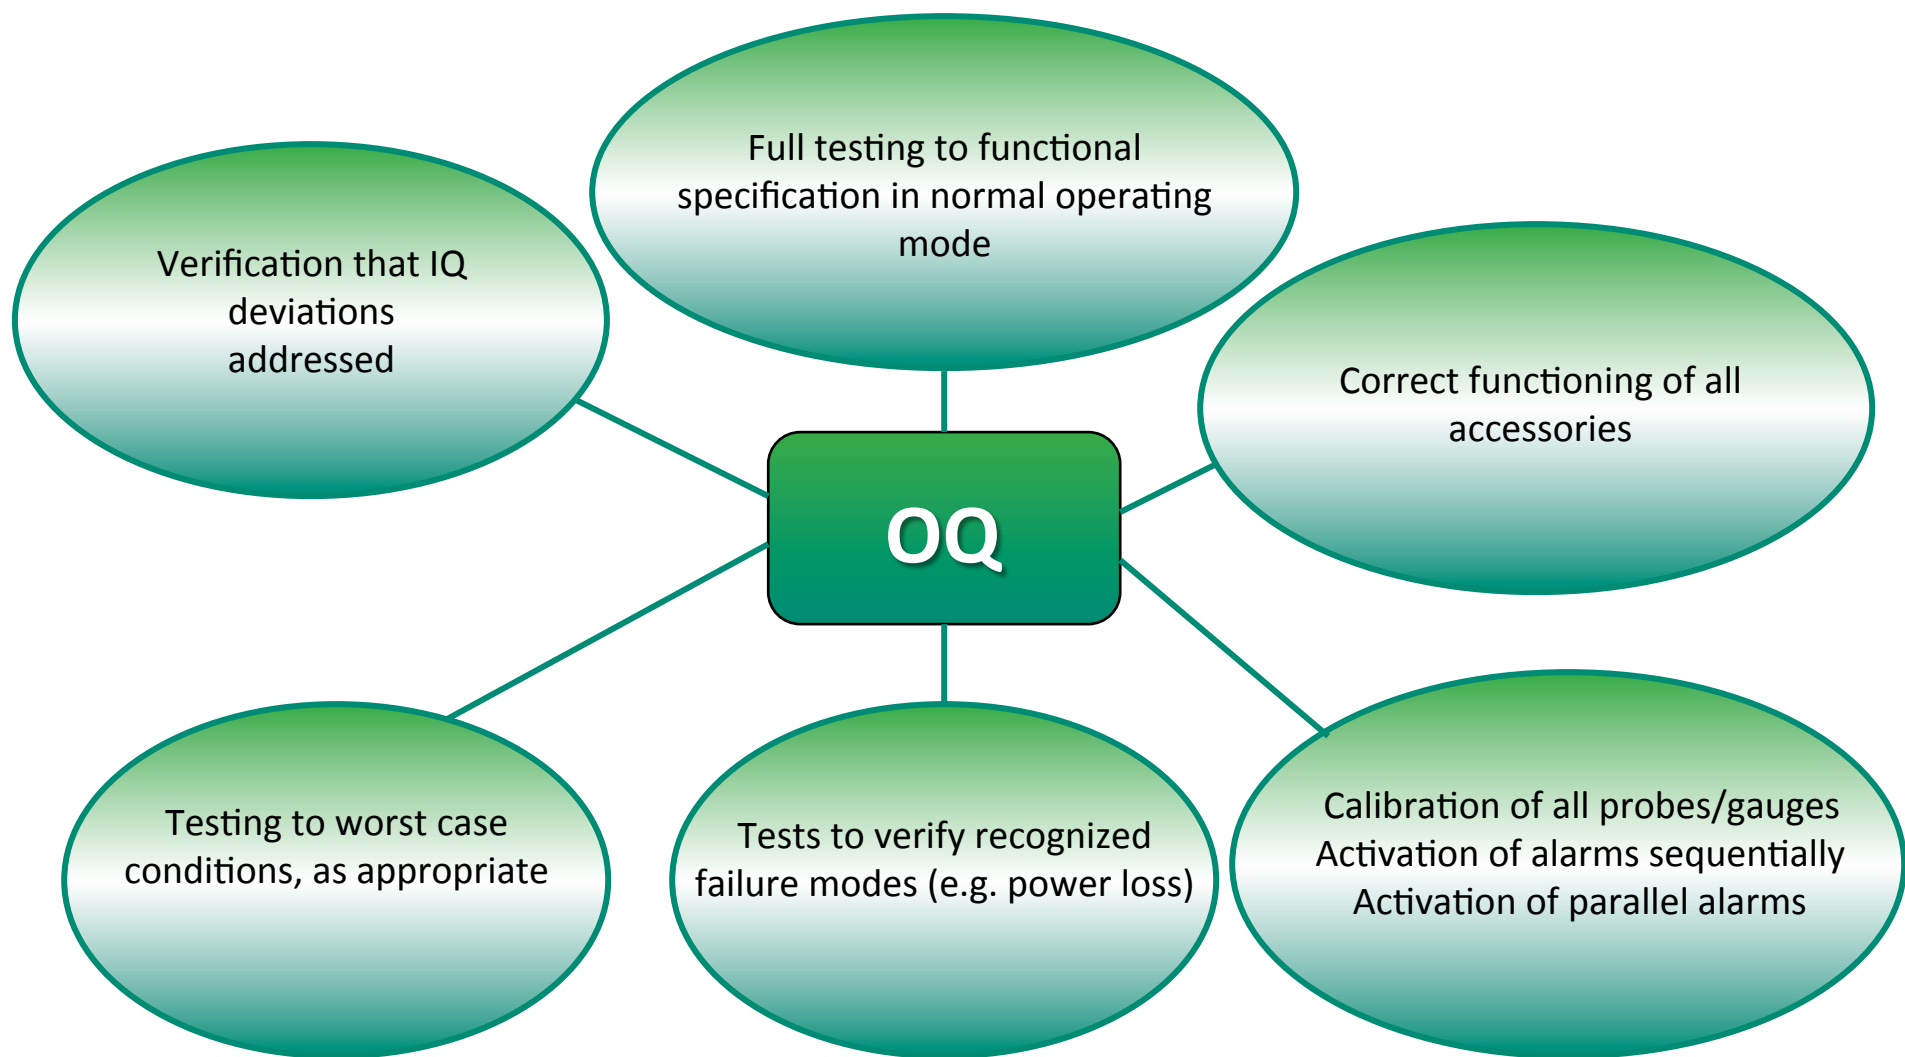 Full testing to functional
specification in normal operating
mode
Verification that IQ
deviations
addressed
Correct functioning of all
accessories
OQ
Testing to worst case
conditions, as appropriate
Tests to verify recognized
failure modes (e.g. power loss)
Calibration of all probes/gauges
Activation of alarms sequentially
Activation of parallel alarms